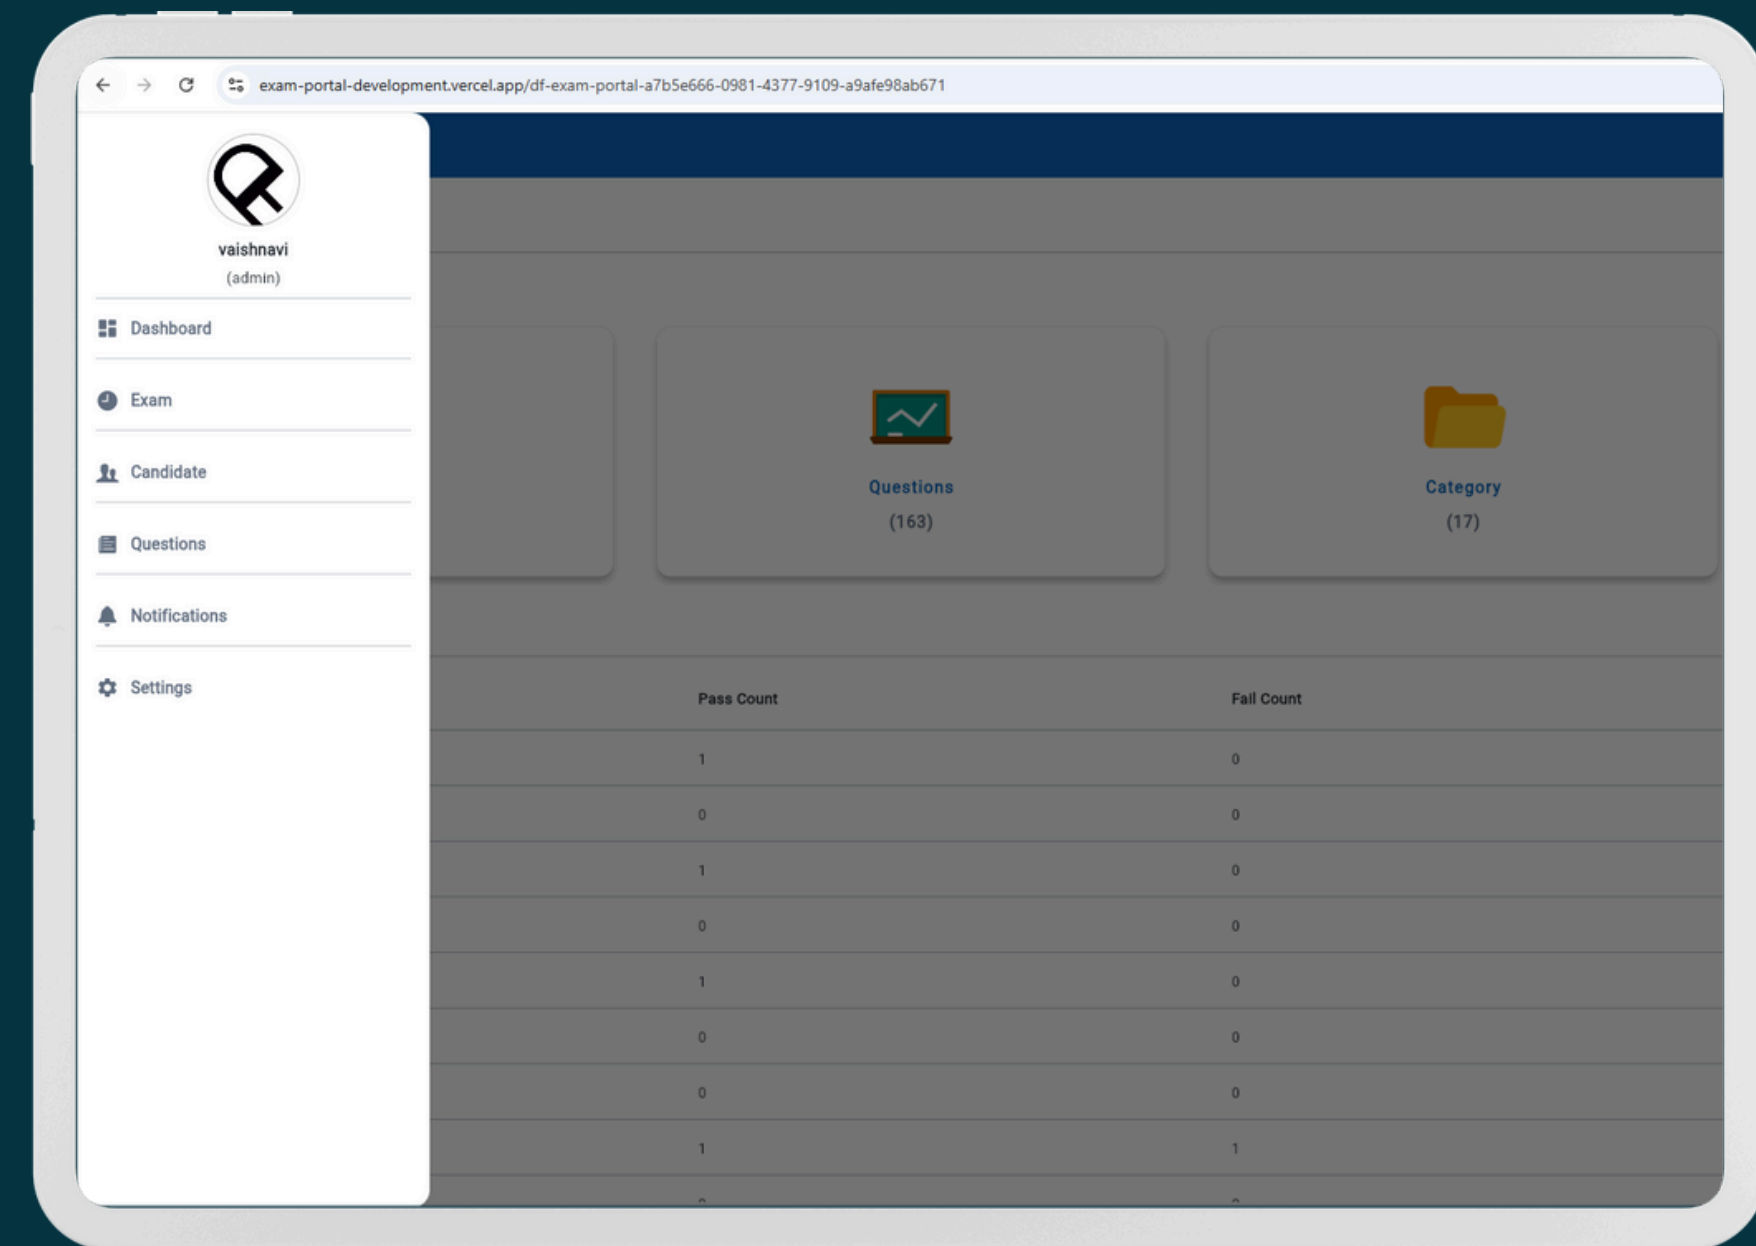 exam-portal-development.vercel.app/df-exam-portal-a7b5e666-0981-4377-9109-a9afe98ab671
vaishnavi
(admin)
Dashboard
Exam
Candidate
Questions
Notifications
Settings
Questions
(163)
Category
(17)
Pass Count Fail Count
1 0
0 0
1 0
0 0
1 0
0 0
0 0
1 1